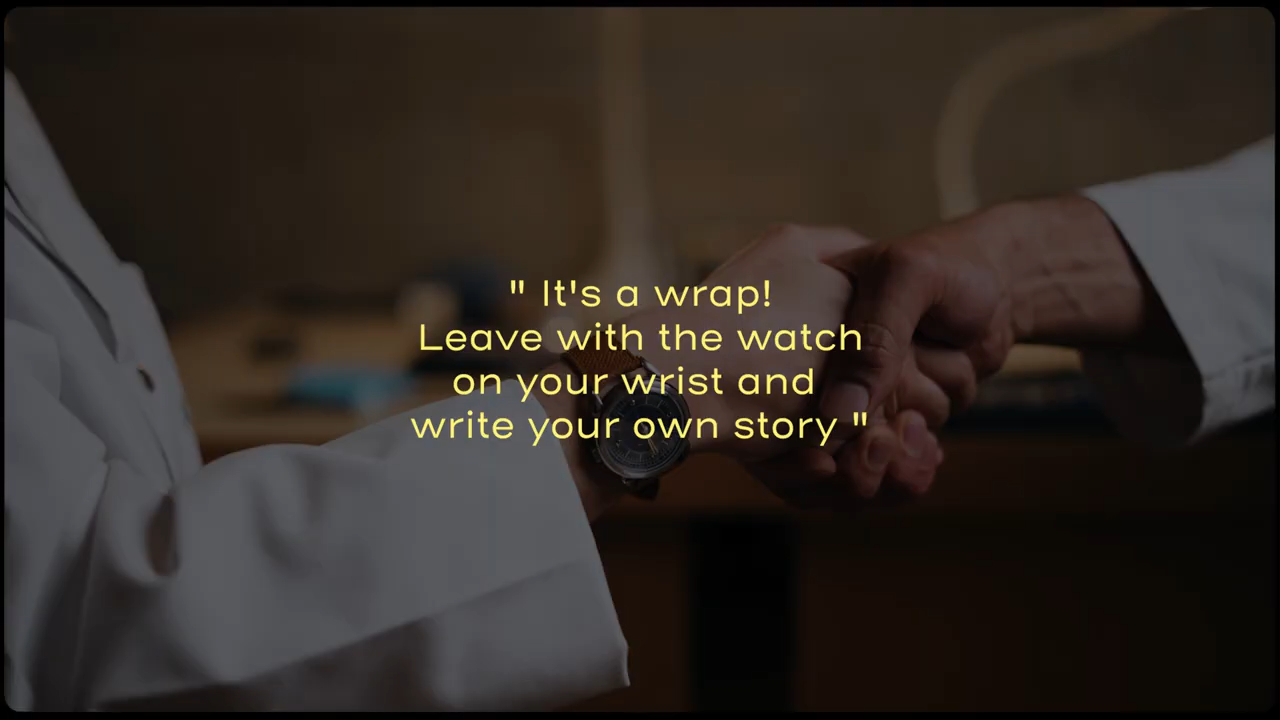 " It's a wrap!
Leave with the watch
on your wrist and
write your own story "